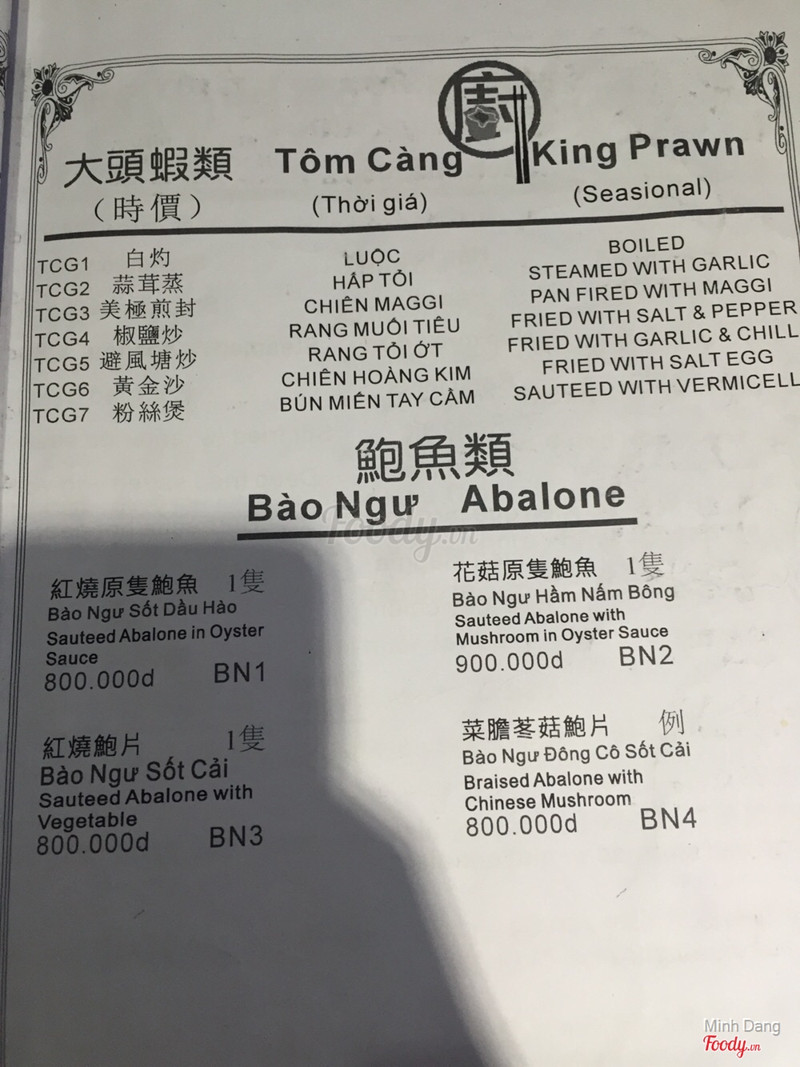 廚
大頭蝦類 Tôm Càng King Prawn
(時價) (Thời giá) (Seasional)
TCG1 白灼 LUỘC BOILED
TCG2 蒜茸蒸 HẤP TỎI STEAMED WITH GARLIC
TCG3 美極煎封 CHIÊN MAGGI PAN FIRED WITH MAGGI
TCG4 椒鹽炒 RANG MUỐI TIÊU FRIED WITH SALT & PEPPER
TCG5 避風塘炒 RANG TỎI ỚT FRIED WITH GARLIC & CHILL
TCG6 黃金沙 CHIÊN HOÀNG KIM FRIED WITH SALT EGG
TCG7 粉絲煲 BÚN MIẾN TAY CẦM SAUTEED WITH VERMICELL
鮑魚類
Bào Ngư Abalone
Foody.vn
紅燒原隻鮑魚 1隻
Bào Ngư Sốt Dầu Hào
Sauteed Abalone in Oyster
Sauce
800.000đ BN1
花菇原隻鮑魚 1隻
Bào Ngư Hầm Nấm Bông
Sauteed Abalone with
Mushroom in Oyster Sauce
900.000đ BN2
紅燒鮑片 1隻
Bào Ngư Sốt Cải
Sauteed Abalone with
Vegetable
800.000đ BN3
菜膽苳菇鮑片 例
Bào Ngư Đông Cô Sốt Cải
Braised Abalone with
Chinese Mushroom
800.000đ BN4
Minh Dang
Foody.vn